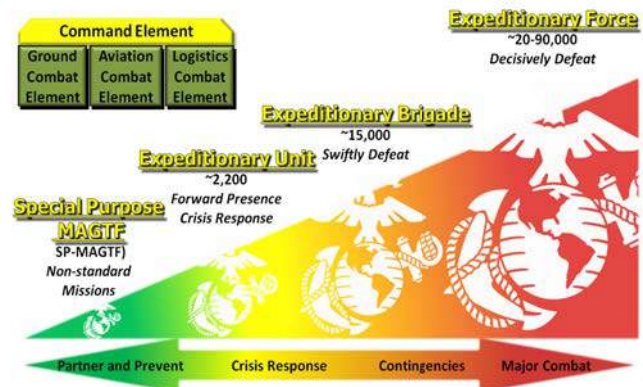 Command Element
Ground
Combat
Element
Aviation
Combat
Element
Logistics
Combat
Element
Expeditionary Force
~20-90,000
Decisively Defeat
Expeditionary Brigade
~15,000
Swiftly Defeat
Expeditionary Unit
~2,200
Forward Presence
Crisis Response
Special Purpose
MAGTF
SP-MAGTF)
Non-standard
Missions
Partner and Prevent
Crisis Response
Contingencies
Major Combat